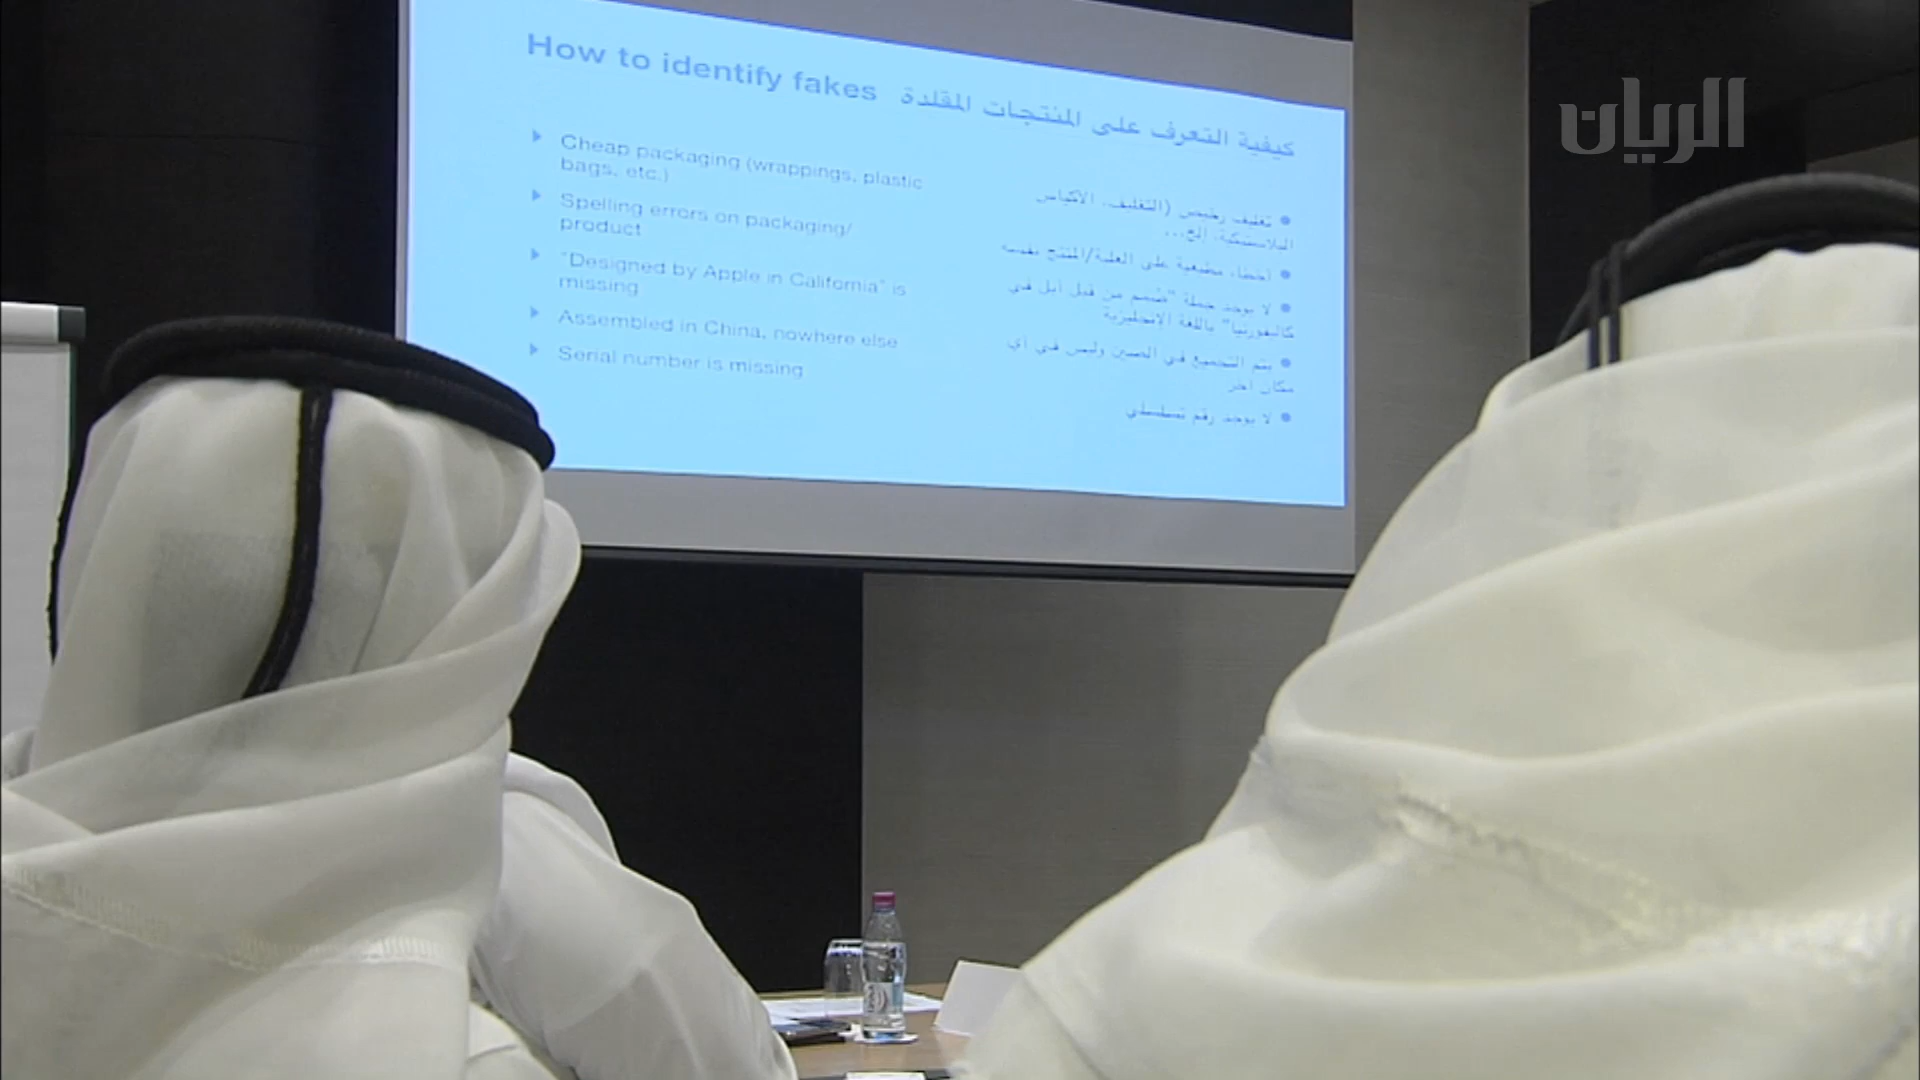 الريان
How to identify fakes كيفية التعرف على المنتجات المقلدة
Cheap packaging (wrappings, plastic
bags, etc.)
Spelling errors on packaging/
product
"Designed by Apple in California" is
missing
Assembled in China, nowhere else
Serial number is missing
تغليف رخيص (التغليف، الأكياس
البلاستيكية، إلخ...
أخطاء مطبعية على العلبة/المنتج نفسه
لا يوجد جملة "صُمم من قبل أبل في
كاليفورنيا" باللغة الانجليزية
يتم التجميع في الصين وليس في أي
مكان آخر
لا يوجد رقم تسلسلي